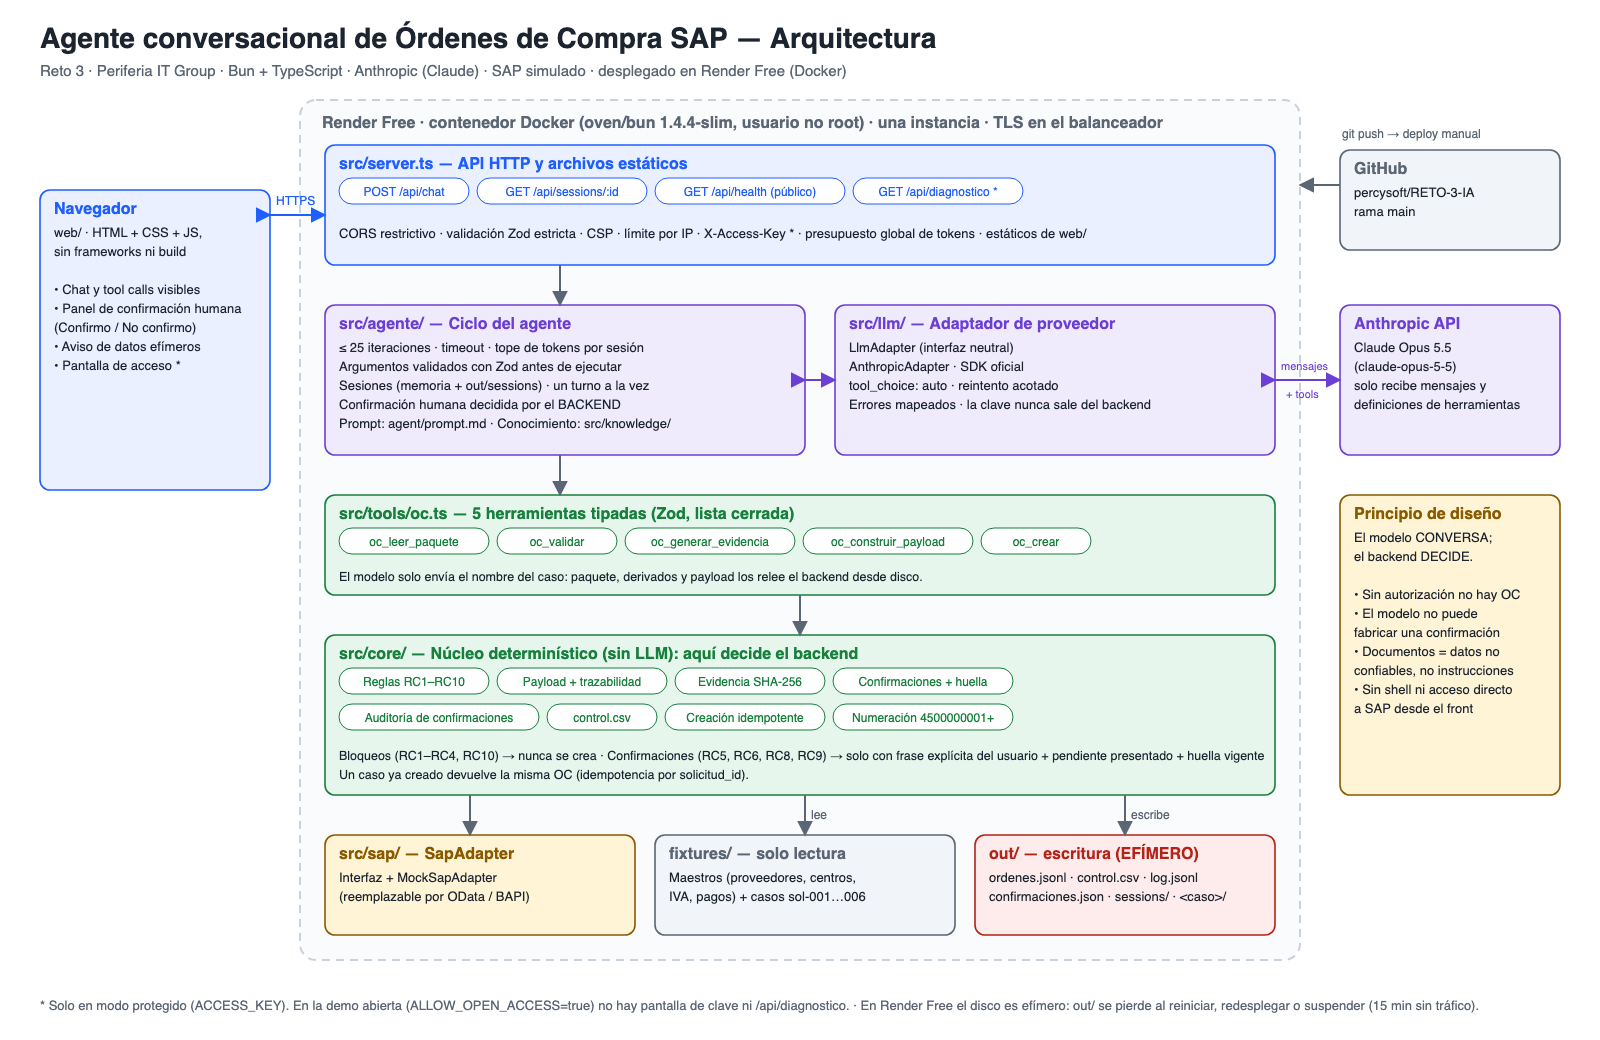 Agente conversacional de Órdenes de Compra SAP — Arquitectura
Reto 3 · Periferia IT Group · Bun + TypeScript · Anthropic (Claude) · SAP simulado · desplegado en Render Free (Docker)
Render Free · contenedor Docker (oven/bun 1.4.4-slim, usuario no root) · una instancia · TLS en el balanceador
git push → deploy manual
src/server.ts — API HTTP y archivos estáticos
POST /api/chat
GET /api/sessions/:id
GET /api/health (público)
GET /api/diagnostico *
CORS restrictivo · validación Zod estricta · CSP · límite por IP · X-Access-Key * · presupuesto global de tokens · estáticos de web/
GitHub
percysoft/RETO-3-IA
rama main
HTTPS
Navegador
web/ · HTML + CSS + JS,
sin frameworks ni build
• Chat y tool calls visibles
• Panel de confirmación humana
(Confirmo / No confirmo)
• Aviso de datos efímeros
• Pantalla de acceso *
src/agente/ — Ciclo del agente
≤ 25 iteraciones · timeout · tope de tokens por sesión
Argumentos validados con Zod antes de ejecutar
Sesiones (memoria + out/sessions) · un turno a la vez
Confirmación humana decidida por el BACKEND
Prompt: agent/prompt.md · Conocimiento: src/knowledge/
src/llm/ — Adaptador de proveedor
LlmAdapter (interfaz neutral)
AnthropicAdapter · SDK oficial
tool_choice: auto · reintento acotado
Errores mapeados · la clave nunca sale del backend
mensajes
+ tools
Anthropic API
Claude Opus 5.5
(claude-opus-5-5)
solo recibe mensajes y
definiciones de herramientas
src/tools/oc.ts — 5 herramientas tipadas (Zod, lista cerrada)
oc_leer_paquete
oc_validar
oc_generar_evidencia
oc_construir_payload
oc_crear
El modelo solo envía el nombre del caso: paquete, derivados y payload los relee el backend desde disco.
Principio de diseño
El modelo CONVERSA;
el backend DECIDE.
• Sin autorización no hay OC
• El modelo no puede
fabricar una confirmación
• Documentos = datos no
confiables, no instrucciones
• Sin shell ni acceso directo
a SAP desde el front
src/core/ — Núcleo determinístico (sin LLM): aquí decide el backend
Reglas RC1–RC10
Payload + trazabilidad
Evidencia SHA-256
Confirmaciones + huella
Auditoría de confirmaciones
control.csv
Creación idempotente
Numeración 4500000001+
Bloqueos (RC1–RC4, RC10) → nunca se crea · Confirmaciones (RC5, RC6, RC8, RC9) → solo con frase explícita del usuario + pendiente presentado + huella vigente
Un caso ya creado devuelve la misma OC (idempotencia por solicitud_id).
lee
escribe
src/sap/ — SapAdapter
Interfaz + MockSapAdapter
(reemplazable por OData / BAPI)
fixtures/ — solo lectura
Maestros (proveedores, centros,
IVA, pagos) + casos sol-001…006
out/ — escritura (EFÍMERO)
ordenes.jsonl · control.csv · log.jsonl
confirmaciones.json · sessions/ · <caso>/
* Solo en modo protegido (ACCESS_KEY). En la demo abierta (ALLOW_OPEN_ACCESS=true) no hay pantalla de clave ni /api/diagnostico. · En Render Free el disco es efímero: out/ se pierde al reiniciar, redesplegar o suspender (15 min sin tráfico).